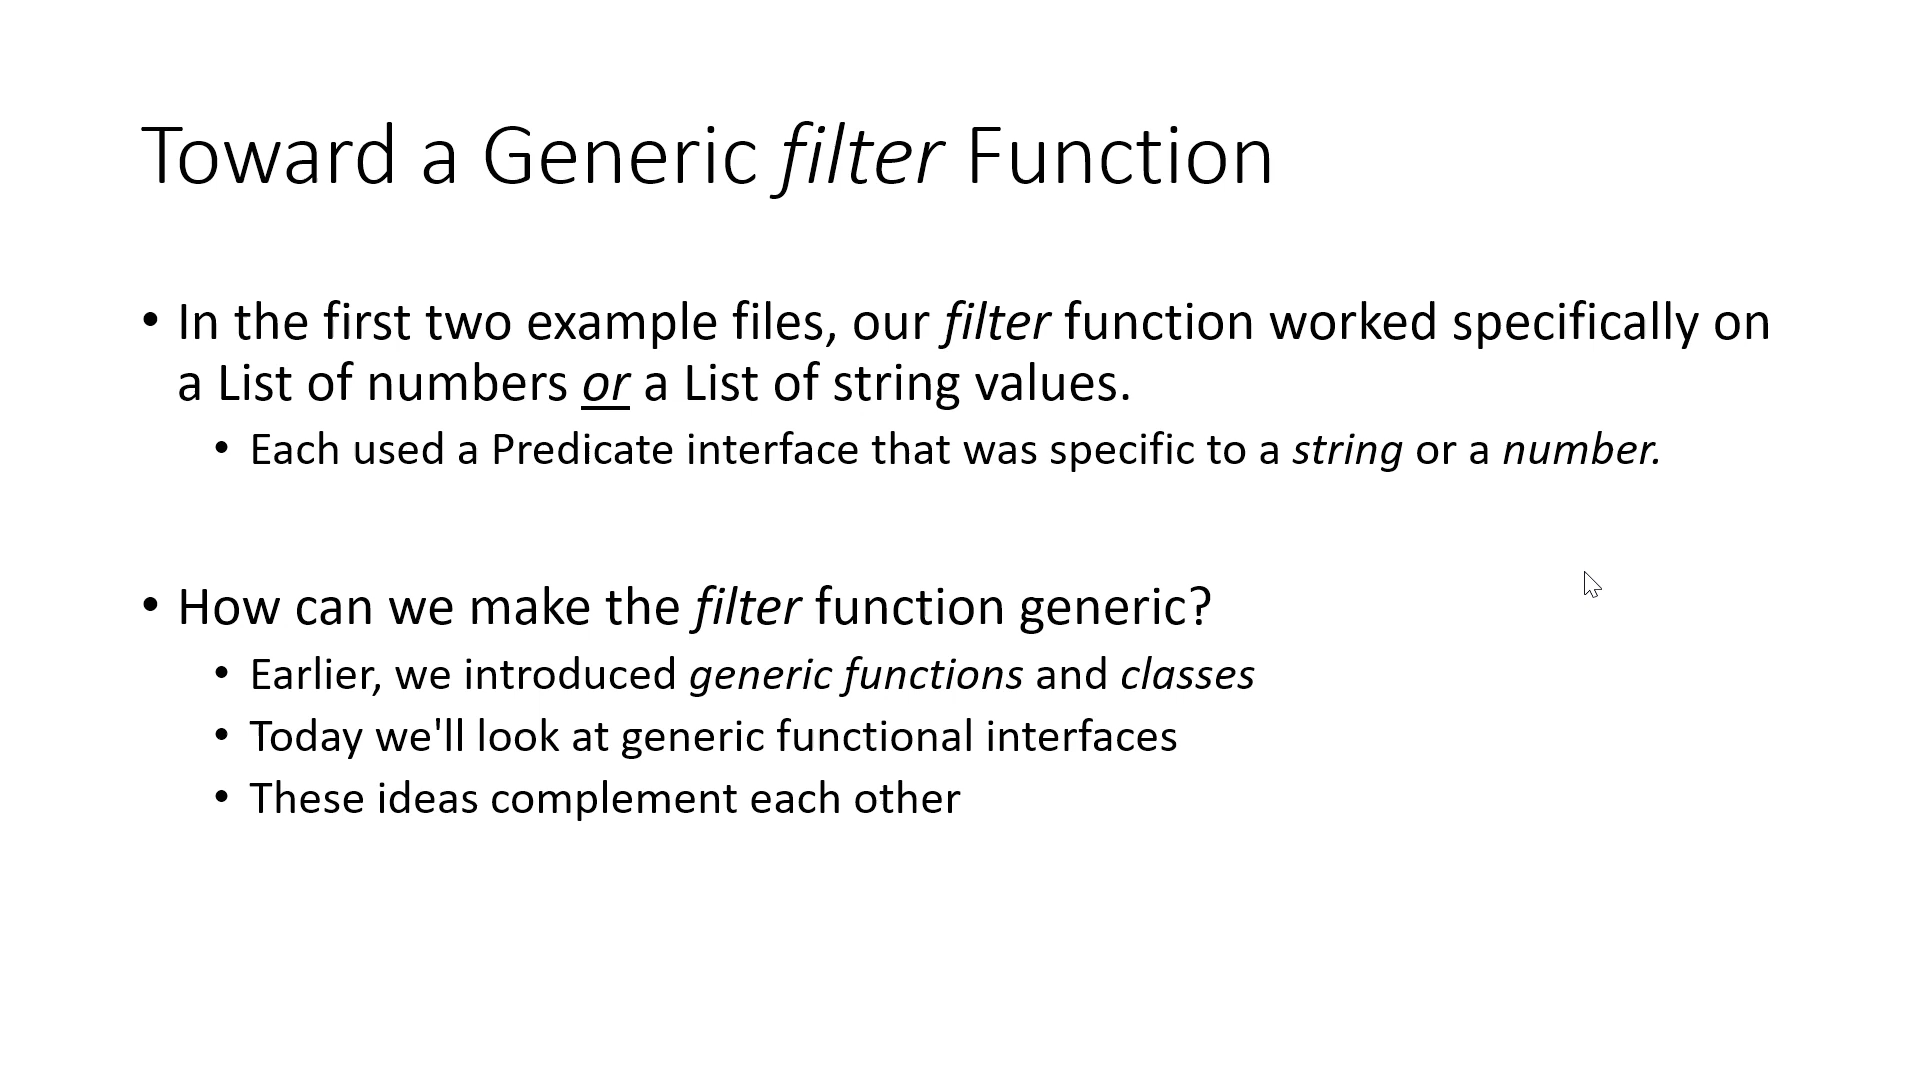 Toward a Generic filter Function
• In the first two example files, our filter function worked specifically on
a List of numbers or a List of string values.
• Each used a Predicate interface that was specific to a string or a number.
• How can we make the filter function generic?
• Earlier, we introduced generic functions and classes
• Today we'll look at generic functional interfaces
• These ideas complement each other